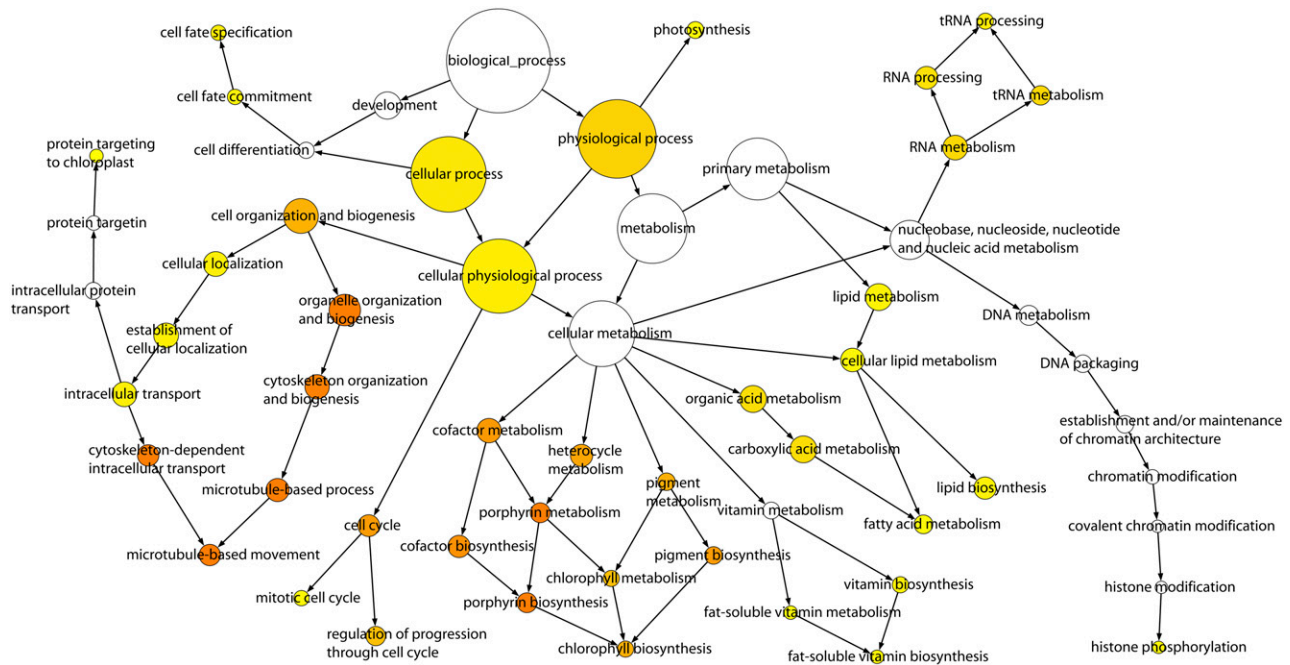 cell fate specification
photosynthesis
tRNA processing
biological_process
RNA processing
cell fate commitment
development
tRNA metabolism
physiological process
protein targeting
to chloroplast
cell differentiation
RNA metabolism
cellular process
primary metabolism
cell organization and biogenesis
protein targetin
metabolism
nucleobase, nucleoside, nucleotide
and nucleic acid metabolism
cellular localization
cellular physiological process
intracellular protein
transport
organelle organization
and biogenesis
lipid metabolism
DNA metabolism
establishment of
cellular localization
cellular metabolism
cellular lipid metabolism
DNA packaging
cytoskeleton organization
and biogenesis
intracellular transport
organic acid metabolism
establishment and/or maintenance
of chromatin architecture
cofactor metabolism
cytoskeleton-dependent
intracellular transport
heterocycle
metabolism
carboxylic acid metabolism
chromatin modification
microtubule-based process
pigment
metabolism
lipid biosynthesis
porphyrin metabolism
vitamin metabolism
cell cycle
fatty acid metabolism
covalent chromatin modification
cofactor biosynthesis
microtubule-based movement
pigment biosynthesis
chlorophyll metabolism
vitamin biosynthesis
histone modification
mitotic cell cycle
porphyrin biosynthesis
fat-soluble vitamin metabolism
regulation of progression
through cell cycle
chlorophyll biosynthesis
fat-soluble vitamin biosynthesis
histone phosphorylation